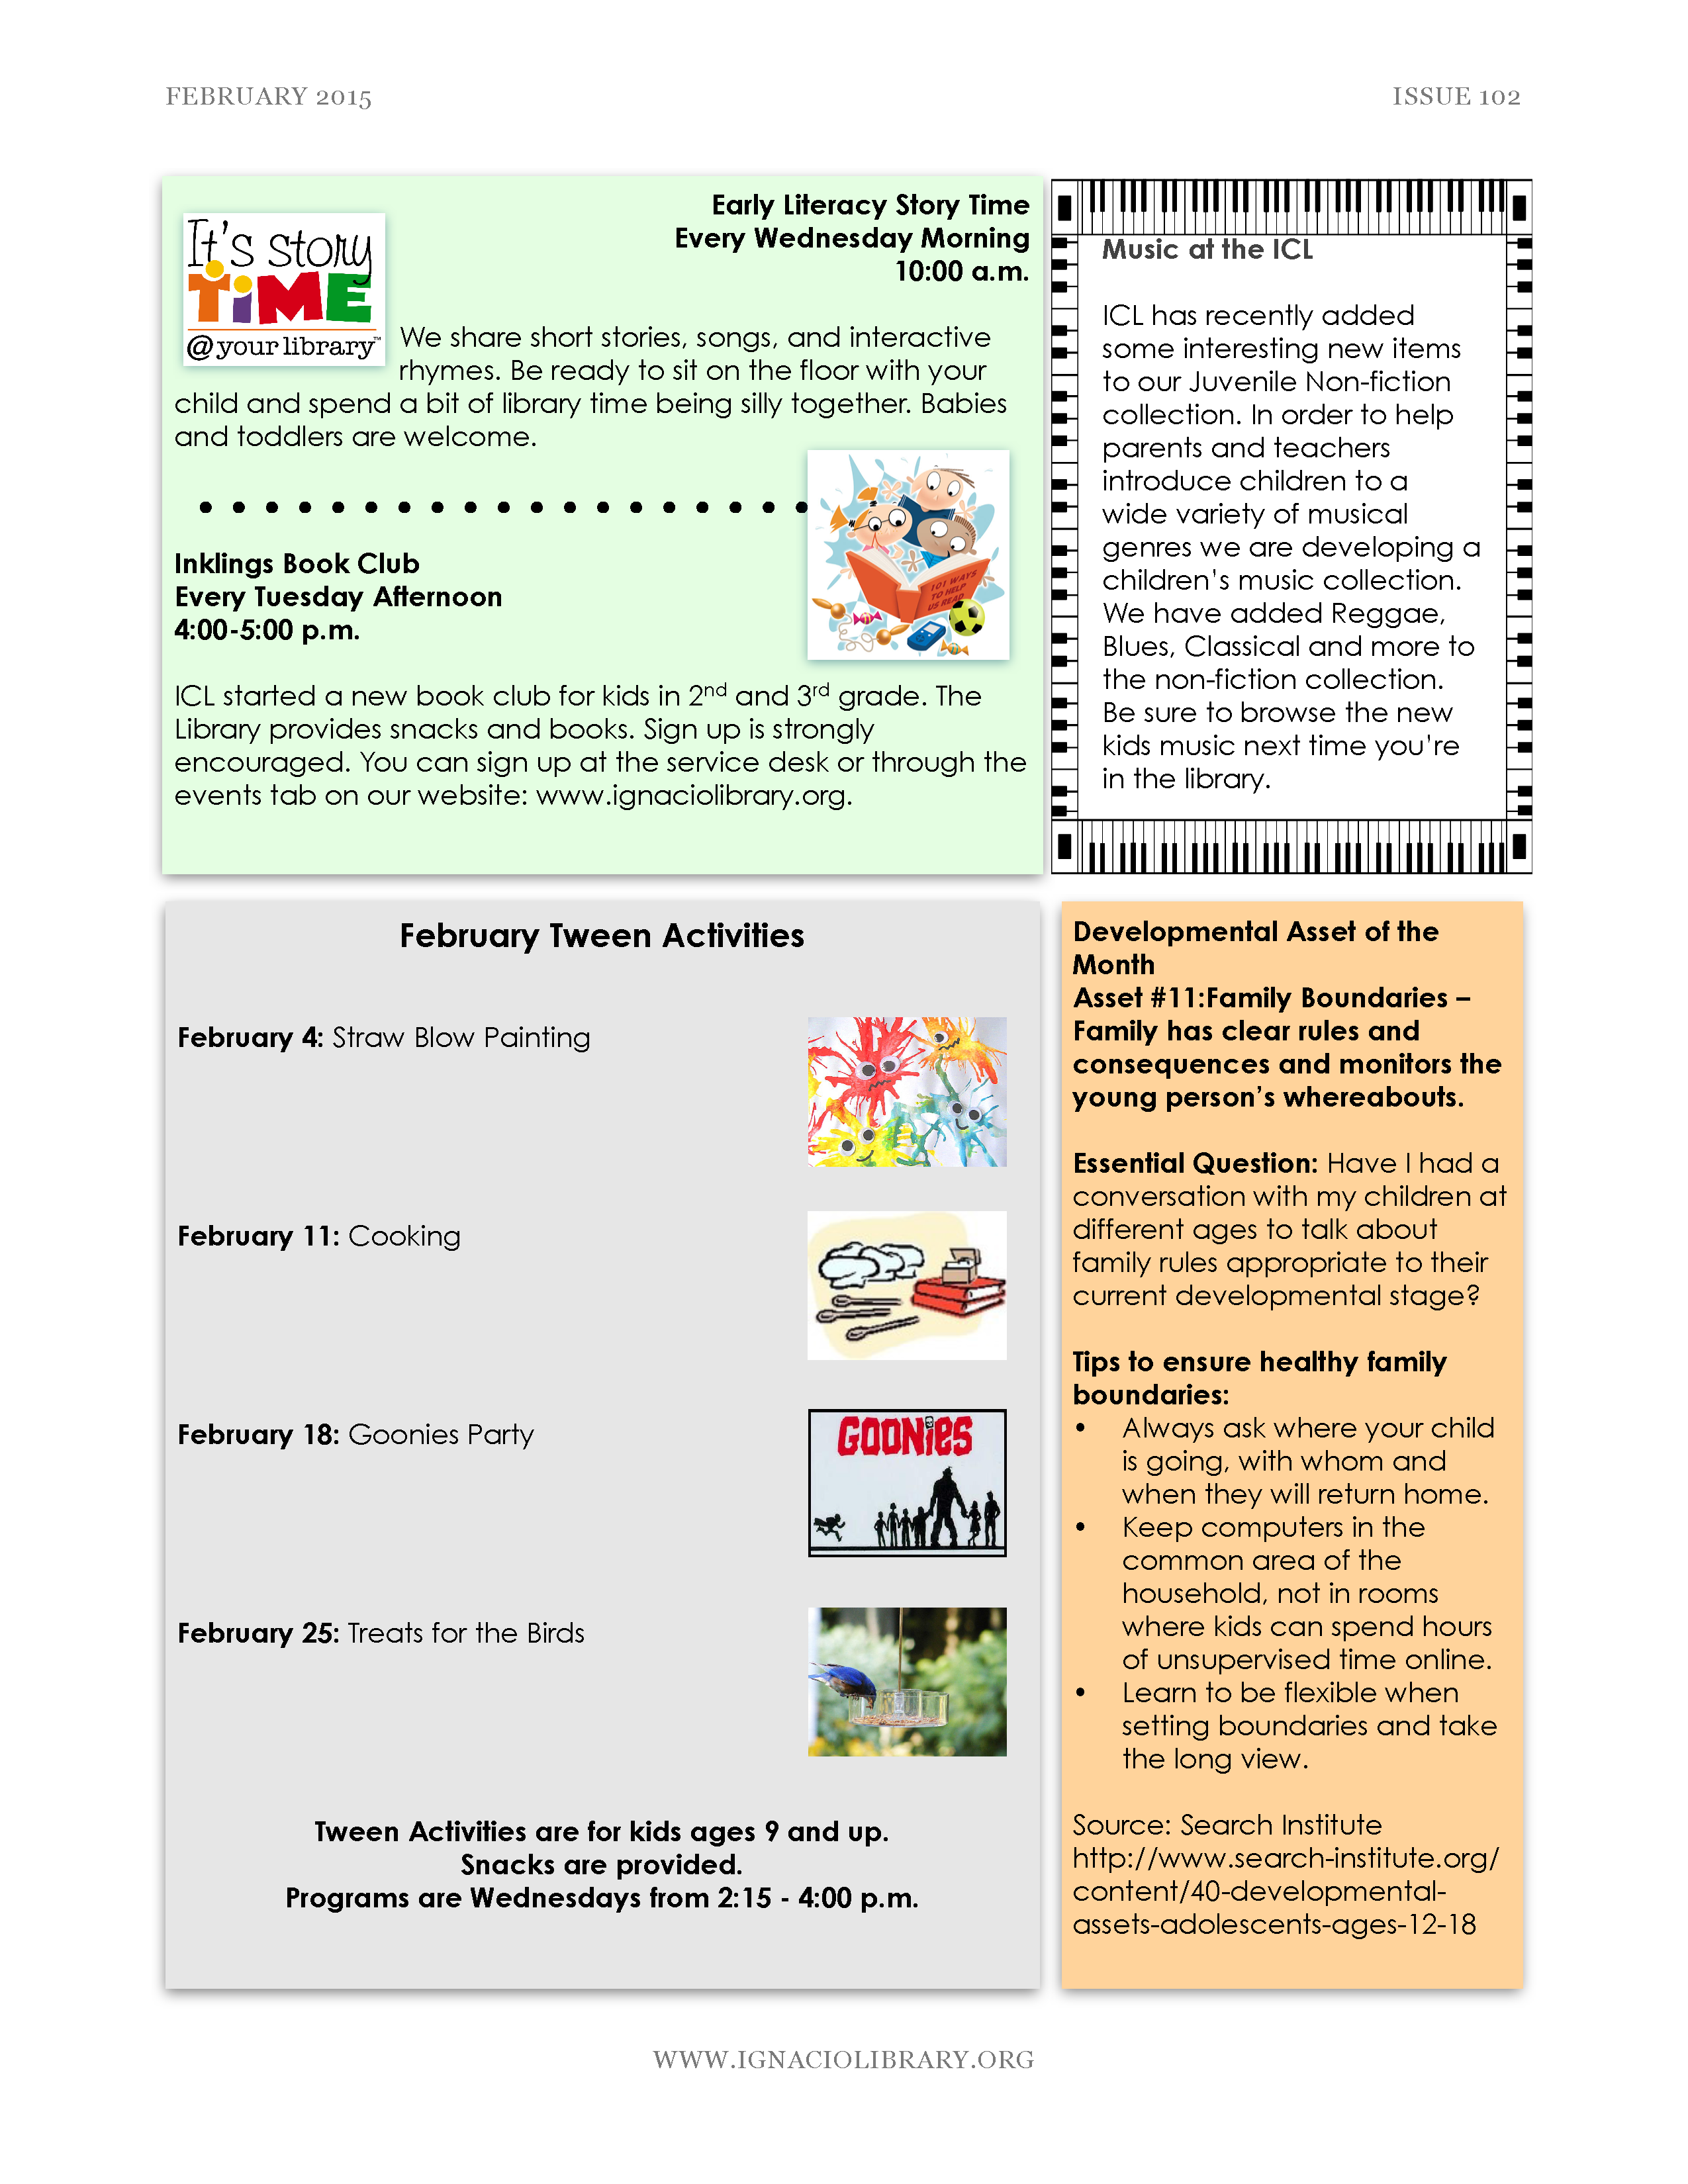 FEBRUARY 2015
ISSUE 102
It's story
TiME
@ your library™
Early Literacy Story Time
Every Wednesday Morning
10:00 a.m.
We share short stories, songs, and interactive
rhymes. Be ready to sit on the floor with your
child and spend a bit of library time being silly together. Babies
and toddlers are welcome.
101 WAYS
TO HELP
US READ
Inklings Book Club
Every Tuesday Afternoon
4:00-5:00 p.m.
ICL started a new book club for kids in 2nd and 3rd grade. The
Library provides snacks and books. Sign up is strongly
encouraged. You can sign up at the service desk or through the
events tab on our website: www.ignaciolibrary.org.
Music at the ICL
ICL has recently added
some interesting new items
to our Juvenile Non-fiction
collection. In order to help
parents and teachers
introduce children to a
wide variety of musical
genres we are developing a
children's music collection.
We have added Reggae,
Blues, Classical and more to
the non-fiction collection.
Be sure to browse the new
kids music next time you're
in the library.
February Tween Activities
February 4: Straw Blow Painting
February 11: Cooking
February 18: Goonies Party
GOONiES
February 25: Treats for the Birds
Tween Activities are for kids ages 9 and up.
Snacks are provided.
Programs are Wednesdays from 2:15 - 4:00 p.m.
Developmental Asset of the
Month
Asset #11:Family Boundaries –
Family has clear rules and
consequences and monitors the
young person's whereabouts.
Essential Question: Have I had a
conversation with my children at
different ages to talk about
family rules appropriate to their
current developmental stage?
Tips to ensure healthy family
boundaries:
• Always ask where your child
is going, with whom and
when they will return home.
• Keep computers in the
common area of the
household, not in rooms
where kids can spend hours
of unsupervised time online.
• Learn to be flexible when
setting boundaries and take
the long view.
Source: Search Institute
http://www.search-institute.org/
content/40-developmental-
assets-adolescents-ages-12-18
WWW.IGNACIOLIBRARY.ORG